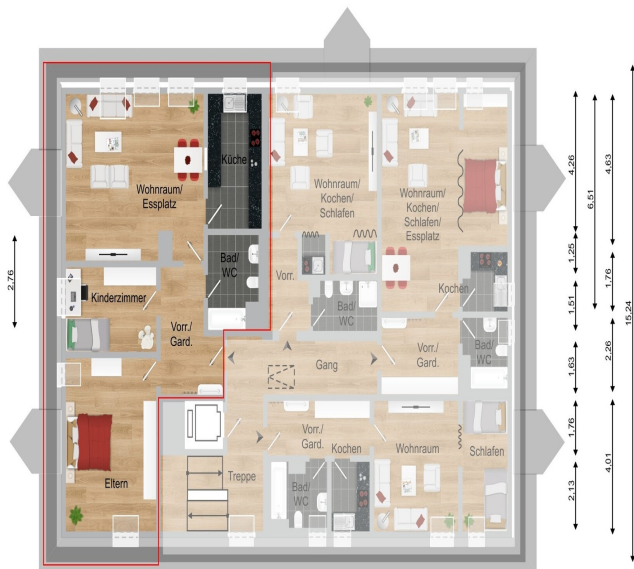 Wohnraum/
Essplatz
Küche
Wohnraum/
Kochen/
Schlafen
Wohnraum/
Kochen/
Schlafen/
Essplatz
Bad/
WC
Vorr.
Kinderzimmer
Vorr./
Gard.
Bad/
WC
Kochen
Bad/
WC
Gang
Vorr./
Gard.
Eltern
Treppe
Vorr./
Gard.
Kochen
Wohnraum
Schlafen
Bad/
WC
2,76
4,26
1,25
1,51
1,63
1,76
2,13
6,51
4,63
1,76
2,26
4,01
15,24